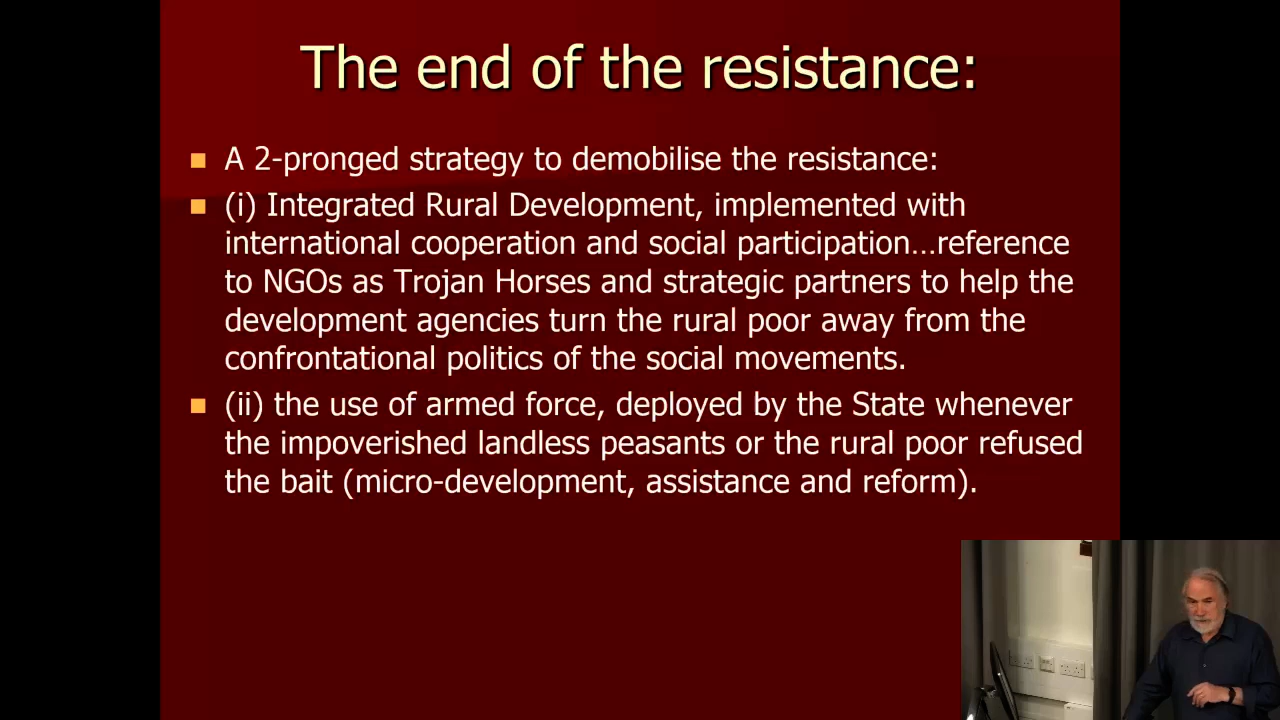 The end of the resistance:
A 2-pronged strategy to demobilise the resistance:
(i) Integrated Rural Development, implemented with
international cooperation and social participation...reference
to NGOs as Trojan Horses and strategic partners to help the
development agencies turn the rural poor away from the
confrontational politics of the social movements.
(ii) the use of armed force, deployed by the State whenever
the impoverished landless peasants or the rural poor refused
the bait (micro-development, assistance and reform).